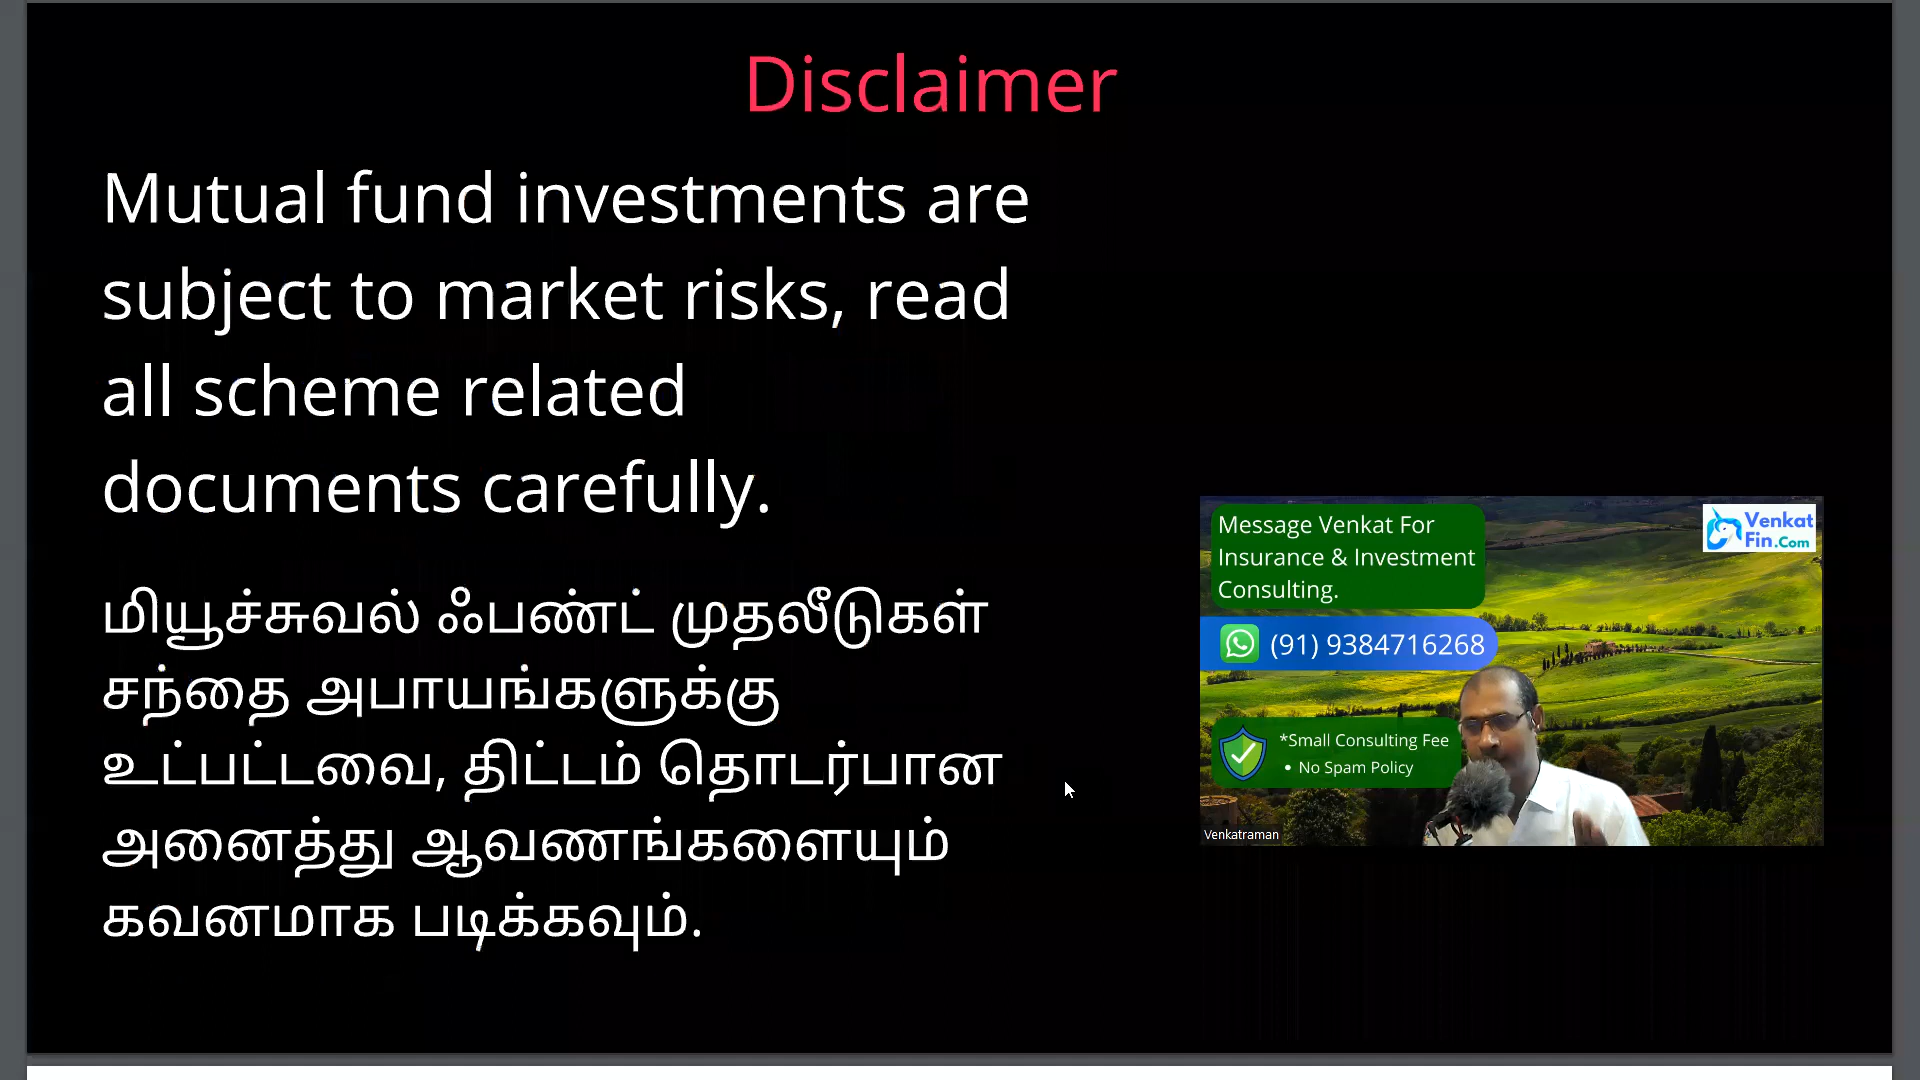 Disclaimer
Mutual fund investments are
subject to market risks, read
all scheme related
documents carefully.
மியூச்சுவல் ஃபண்ட் முதலீடுகள்
சந்தை அபாயங்களுக்கு
உட்பட்டவை, திட்டம் தொடர்பான
அனைத்து ஆவணங்களையும்
கவனமாக படிக்கவும்.
Message Venkat For
Insurance & Investment
Consulting.
Venkat
Fin.Com
(91) 9384716268
*Small Consulting Fee
• No Spam Policy
Venkatraman